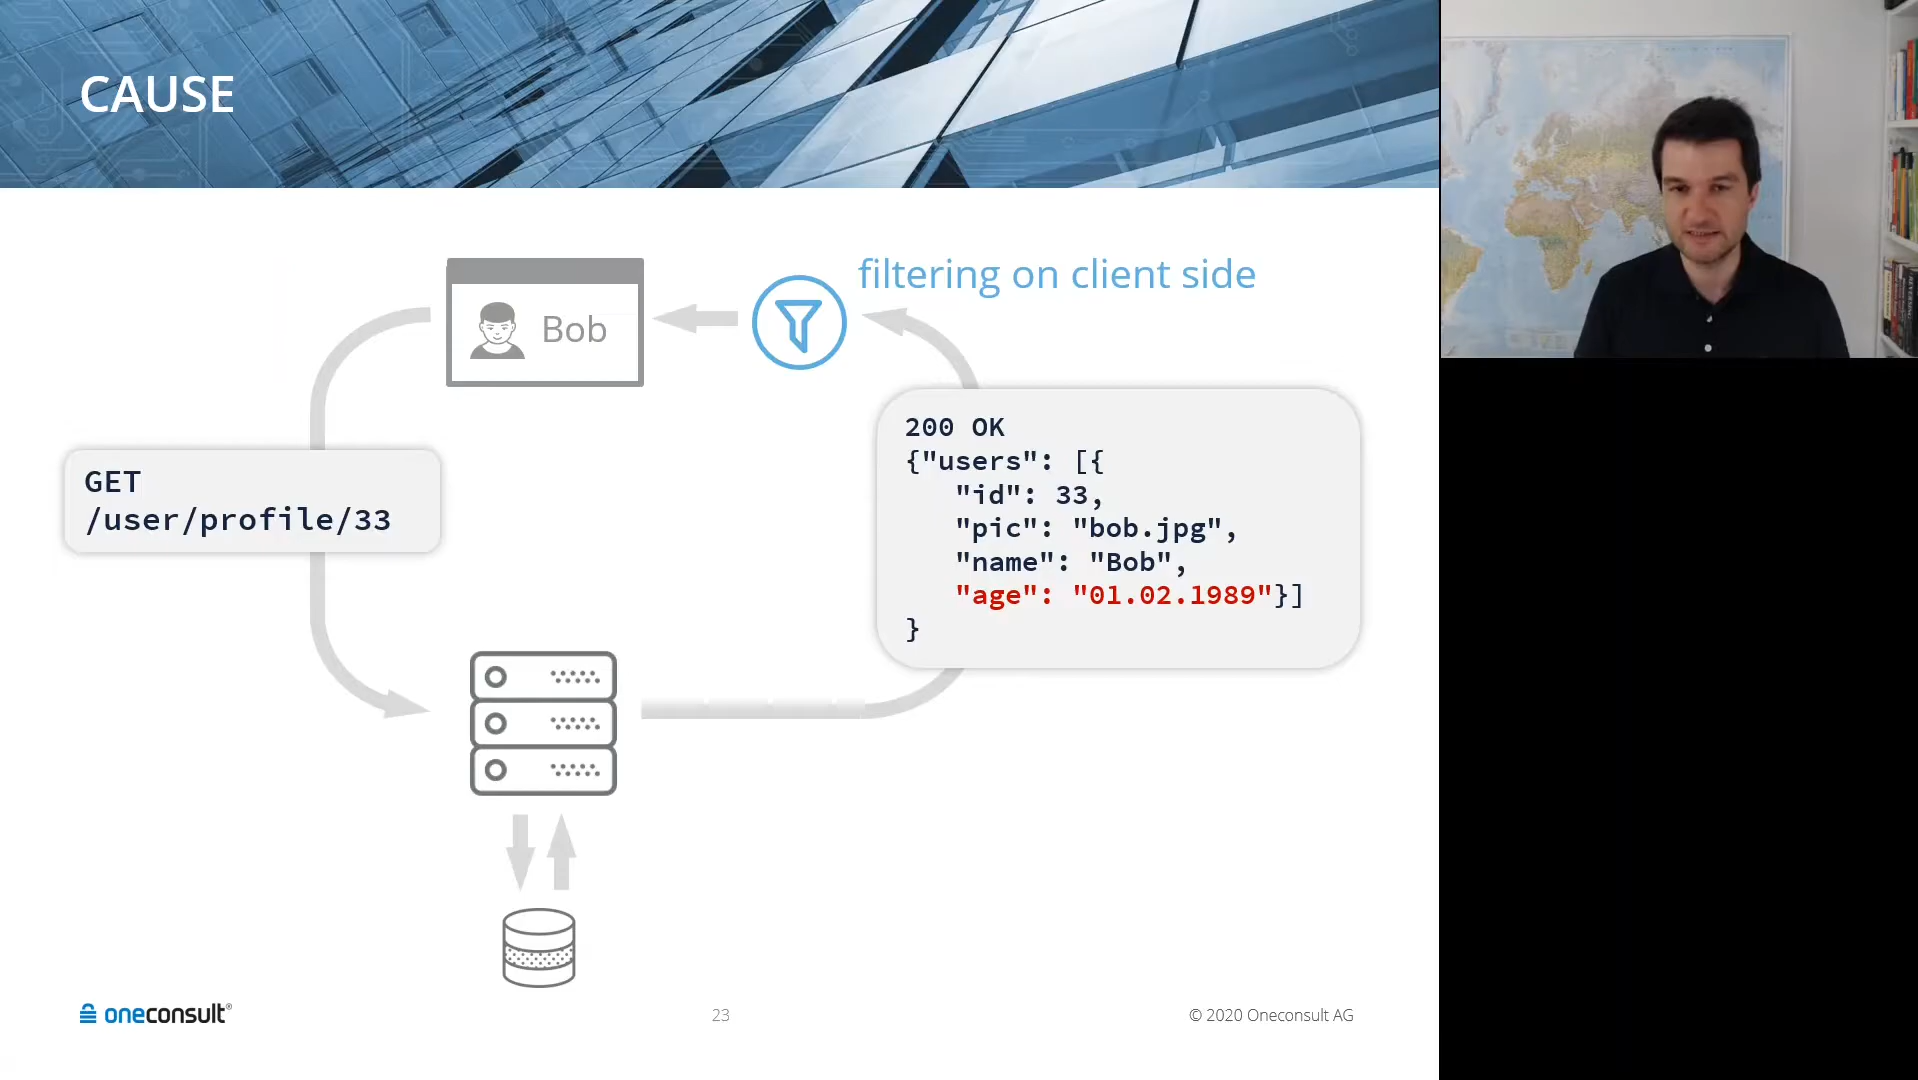 CAUSE
filtering on client side
Bob
200 OK
{"users": [{
"id": 33,
"pic": "bob.jpg",
"name": "Bob",
"age": "01.02.1989"}]
}
GET
/user/profile/33
oneconsult®
23
© 2020 Oneconsult AG